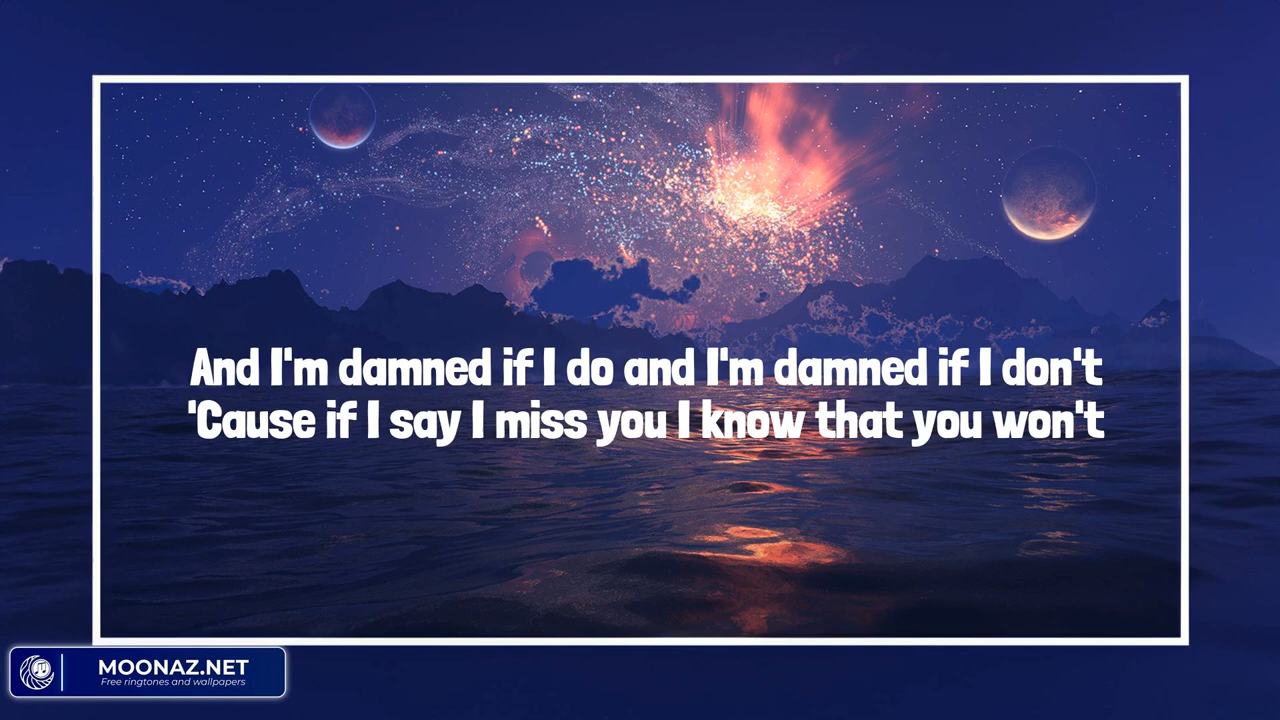 And I'm damned if I do and I'm damned if I don't
'Cause if I say I miss you I know that you won't
MOONAZ.NET
Free ringtones and wallpapers